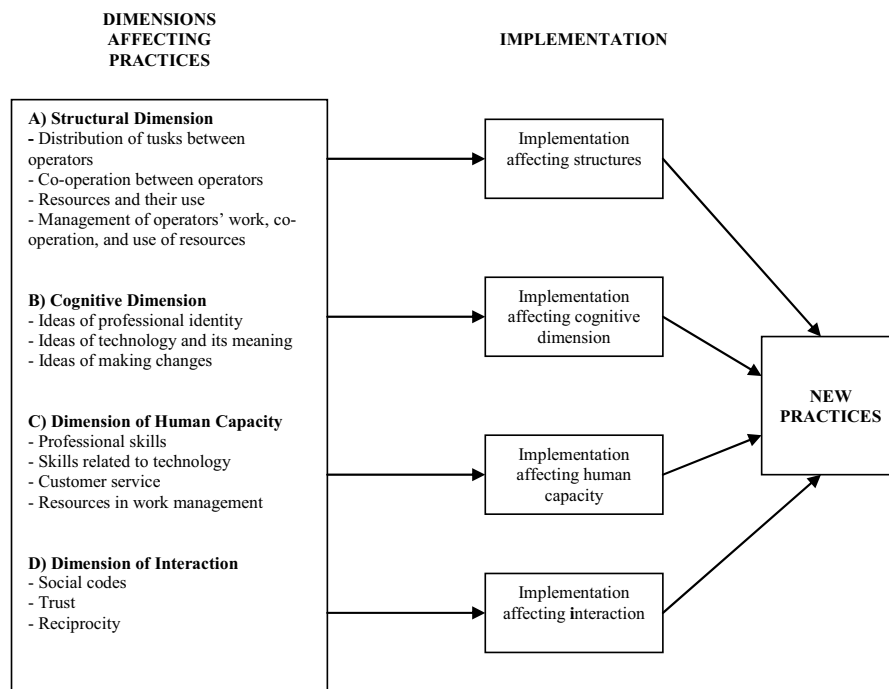 DIMENSIONS
AFFECTING
PRACTICES
IMPLEMENTATION
A) Structural Dimension
- Distribution of tusks between
operators
- Co-operation between operators
- Resources and their use
- Management of operators' work, co-
operation, and use of resources
B) Cognitive Dimension
- Ideas of professional identity
- Ideas of technology and its meaning
- Ideas of making changes
C) Dimension of Human Capacity
- Professional skills
- Skills related to technology
- Customer service
- Resources in work management
D) Dimension of Interaction
- Social codes
- Trust
- Reciprocity
Implementation
affecting structures
Implementation
affecting cognitive
dimension
Implementation
affecting human
capacity
Implementation
affecting interaction
NEW
PRACTICES